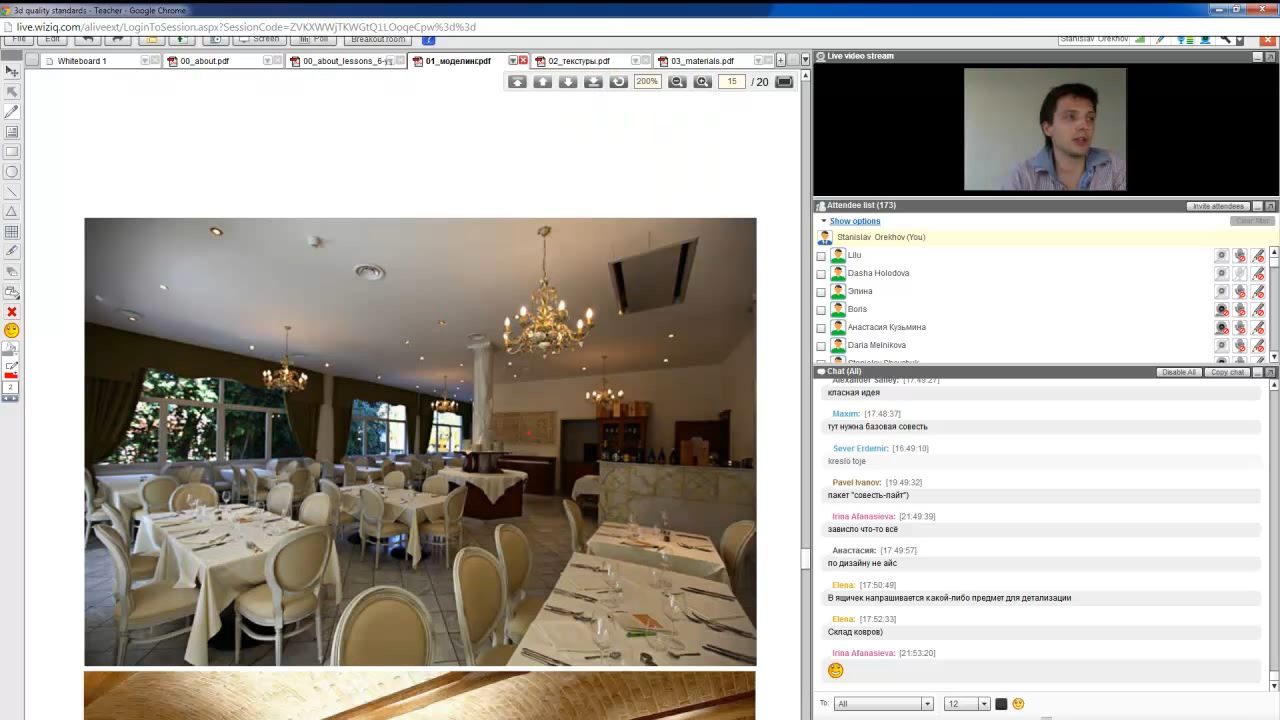 3d quality standards - Teacher - Google Chrome
live.wiziq.com/aliveext/LoginToSession.aspx?SessionCode=ZVKXWWjTKWGtQ1LOoqeCpw%3d%3d
File Edit Screen Poll Breakout room Stanislav Orekhov
Whiteboard 1 00_about.pdf 00_about_lessons_6-
01_моделинг.pdf 02_текстуры.pdf 03_materials.pdf
200% 15 / 20
2
Live video stream
Attendee list (173)
Invite attendees
Show options
Stanislav Orekhov (You)
Lilu
Dasha Holodova
Элина
Boris
Анастасия Кузьмина
Daria Melnikova
Chat (All)
Disable All Copy chat
[17:49:27]
класная идея
Maxim: [17:48:37]
тут нужна базовая совесть
Sever Erdemir: [16:49:10]
kreslo toje
Pavel Ivanov: [19:49:32]
пакет "совесть-лайт")
Irina Afanasieva: [21:49:39]
зависло что-то всё
Анастасия: [17:49:57]
по дизайну не айс
Elena: [17:50:49]
В ящичек напрашивается какой-либо предмет для детализации
Elena: [17:52:33]
Склад ковров)
Irina Afanasieva: [21:53:20]
To: All 12